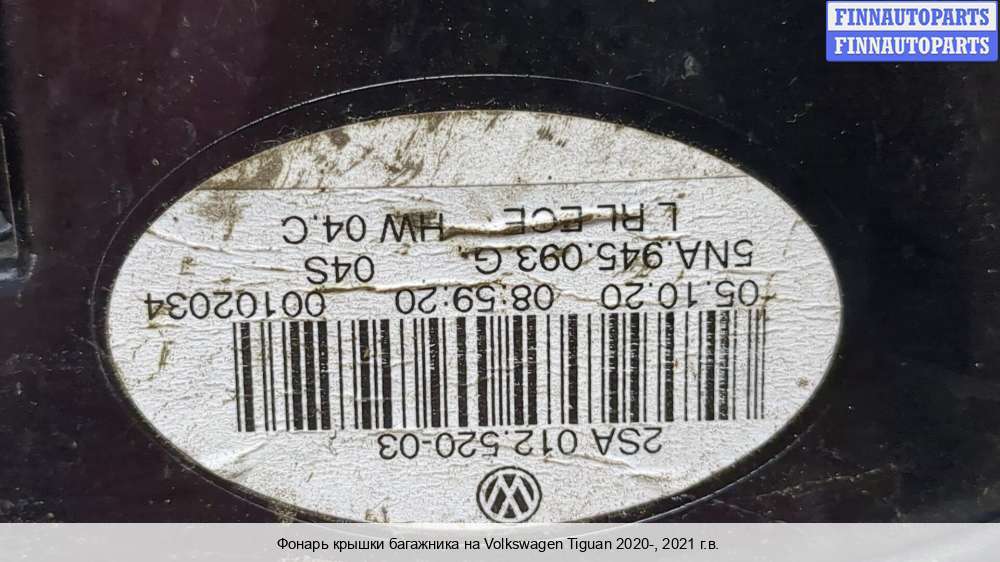 FINNAUTOPARTS
FINNAUTOPARTS
2SA 012.520-03
05.10.20 08:59:20 00102034
5NA.945.093.G 04S
L RL ECE HW 04.C
Фонарь крышки багажника на Volkswagen Tiguan 2020-, 2021 г.в.